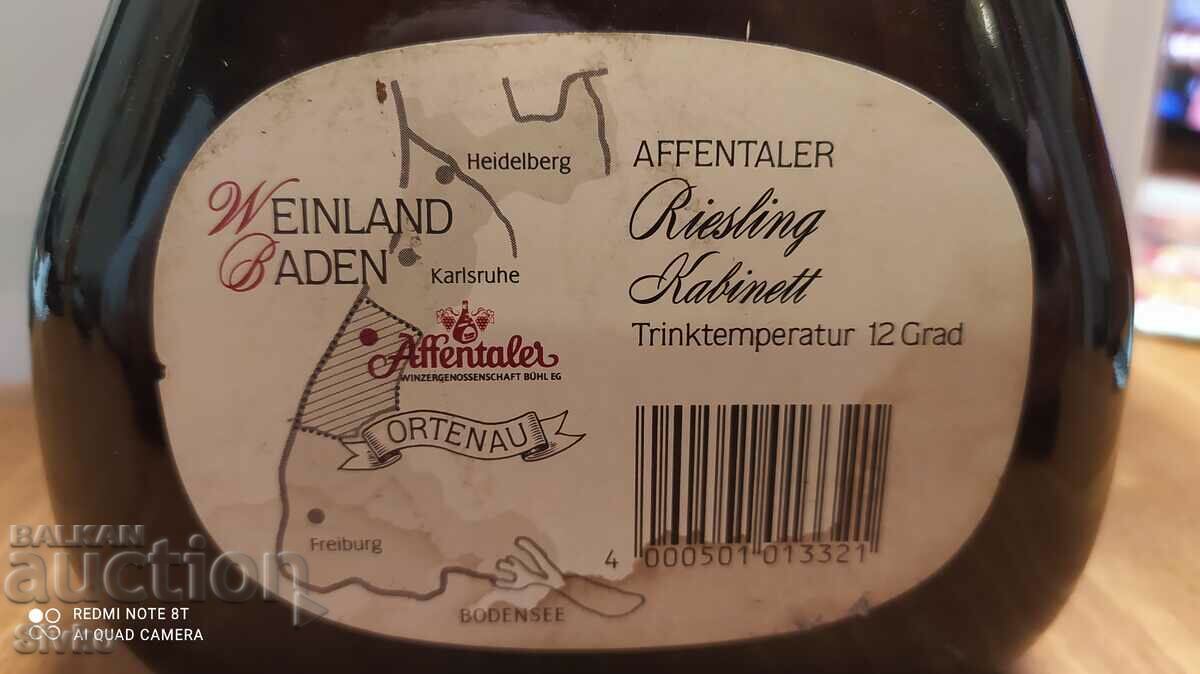 Heidelberg
WEINLAND
BADEN
Karlsruhe
Affentaler
WINZERGENOSSENSCHAFT BÜHL EG
ORTENAU
Freiburg
BODENSEE
AFFENTALER
Riesling
Kabinett
Trinktemperatur 12 Grad
4 000501 013321
BALKAN
auction
REDMI NOTE 8T
AI QUAD CAMERA
Sivko